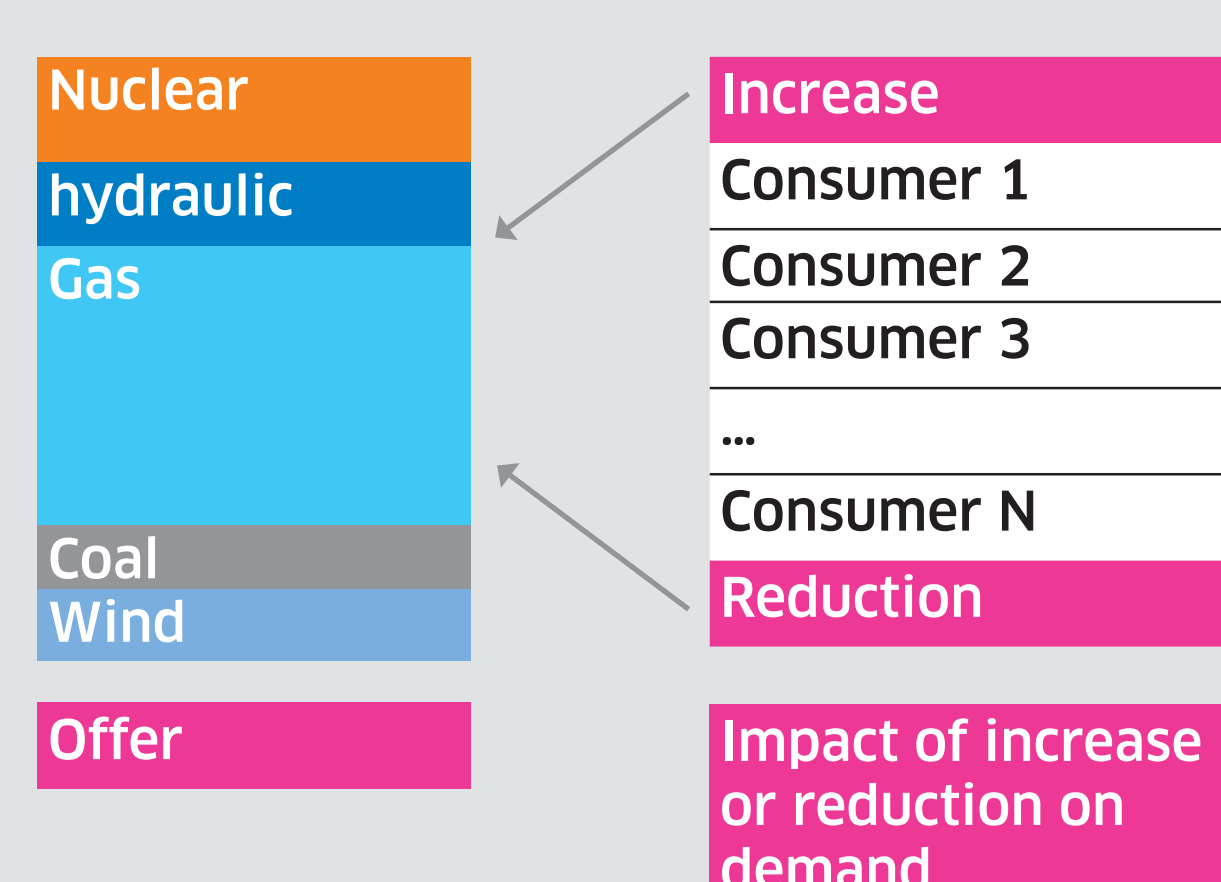 Nuclear
hydraulic
Gas
Coal
Wind
Offer
Increase
Consumer 1
Consumer 2
Consumer 3
...
Consumer N
Reduction
Impact of increase
or reduction on
demand